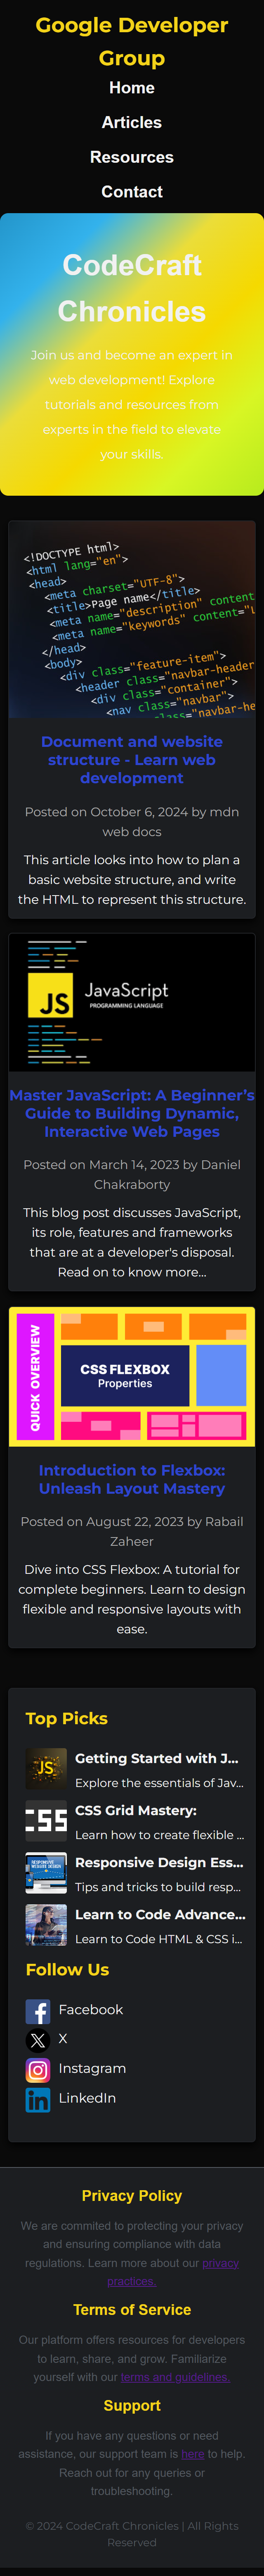 Google Developer
Group
Home
Articles
Resources
Contact
CodeCraft
Chronicles
Join us and become an expert in
web development! Explore
tutorials and resources from
experts in the field to elevate
your skills.
<!DOCTYPE html>
<html lang="en">
<head>
<meta charset="UTF-8">
<title>Page name</title>
<meta name="description" content
<meta name="keywords" content="
</head>
<body>
<div class="feature-item">
<header class="navbar-header
<div class="container">
<nav class="navbar">
class="navbar-he
Document and website
structure - Learn web
development
Posted on October 6, 2024 by mdn
web docs
This article looks into how to plan a
basic website structure, and write
the HTML to represent this structure.
JS
JavaScript
PROGRAMMING LANGUAGE
Master JavaScript: A Beginner’s
Guide to Building Dynamic,
Interactive Web Pages
Posted on March 14, 2023 by Daniel
Chakraborty
This blog post discusses JavaScript,
its role, features and frameworks
that are at a developer's disposal.
Read on to know more...
QUICK OVERVIEW
CSS FLEXBOX
Properties
Introduction to Flexbox:
Unleash Layout Mastery
Posted on August 22, 2023 by Rabail
Zaheer
Dive into CSS Flexbox: A tutorial for
complete beginners. Learn to design
flexible and responsive layouts with
ease.
Top Picks
JS
Getting Started with J...
Explore the essentials of Jav...
CSS
CSS Grid Mastery:
Learn how to create flexible ...
RESPONSIVE
WEBSITE DESIGN
Responsive Design Ess...
Tips and tricks to build resp...
Learn to Code Advance...
Learn to Code HTML & CSS i...
Follow Us
Facebook
X
Instagram
LinkedIn
Privacy Policy
We are commited to protecting your privacy
and ensuring compliance with data
regulations. Learn more about our privacy
practices.
Terms of Service
Our platform offers resources for developers
to learn, share, and grow. Familiarize
yourself with our terms and guidelines.
Support
If you have any questions or need
assistance, our support team is here to help.
Reach out for any queries or
troubleshooting.
© 2024 CodeCraft Chronicles | All Rights
Reserved